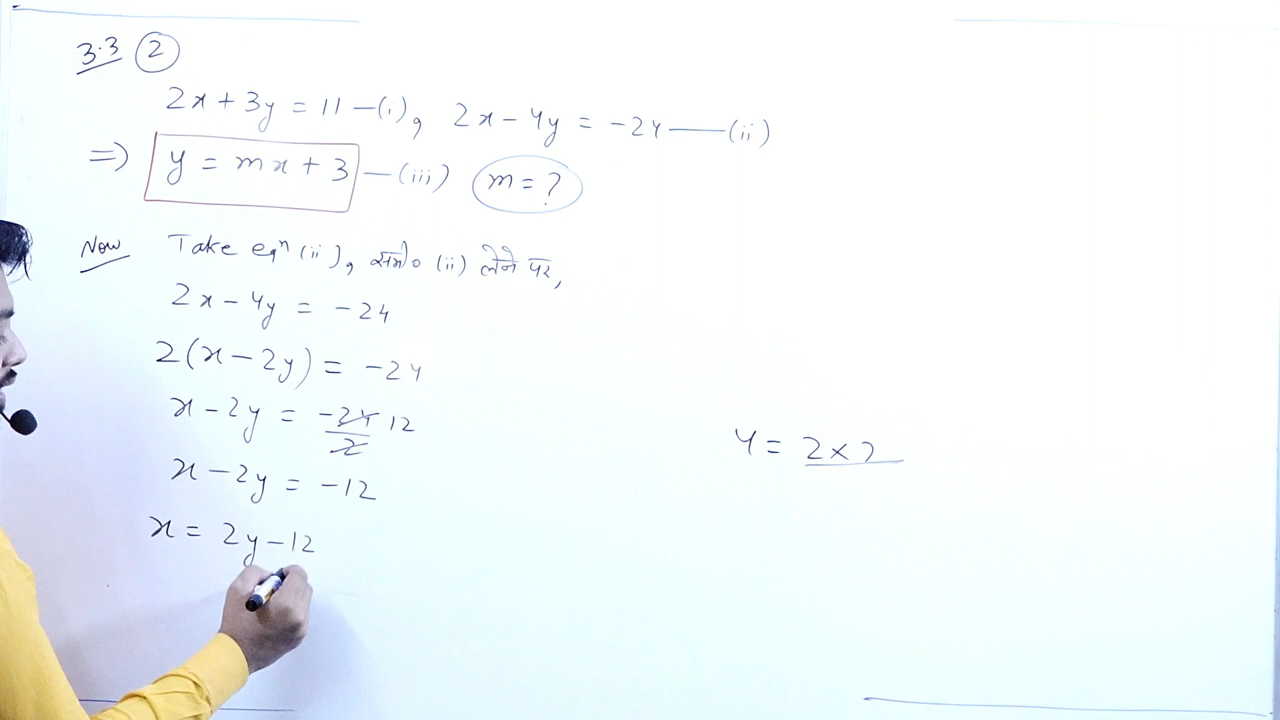 3.3 2
2x + 3y = 11 —(i), 2x - 4y = -24 —(ii)
=> y = mx + 3 —(iii) m = ?
Now Take eqn (ii), समी० (ii) लेने पर,
2x - 4y = -24
2(x - 2y) = -24
x - 2y = -24/2 12
4 = 2 × 2
x - 2y = -12
x = 2y - 12